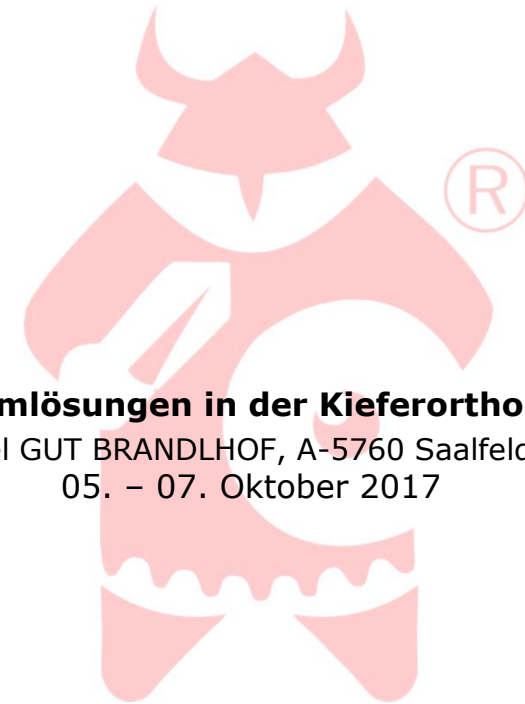 ®
mlösungen in der Kieferortho
l GUT BRANDLHOF, A-5760 Saalfeld
05. – 07. Oktober 2017